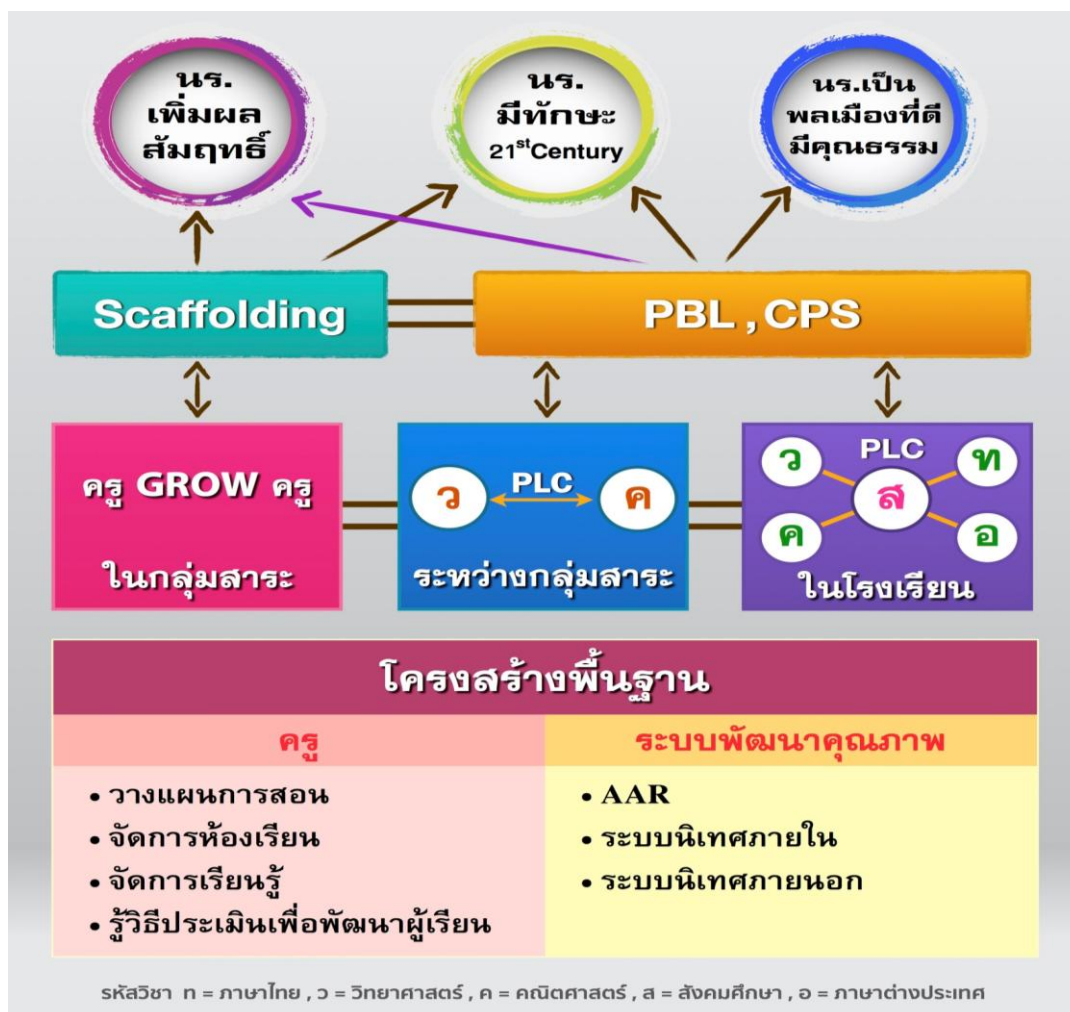 นร.
เพิ่มผล
สัมฤทธิ์
นร.
มีทักษะ
21stCentury
นร.เป็น
พลเมืองที่ดี
มีคุณธรรม
Scaffolding
PBL , CPS
ครู GROW ครู
ในกลุ่มสาระ
ว PLC ค
ระหว่างกลุ่มสาระ
ว PLC ท
ส
ค อ
ในโรงเรียน
โครงสร้างพื้นฐาน
ครู
• วางแผนการสอน
• จัดการห้องเรียน
• จัดการเรียนรู้
• รู้วิธีประเมินเพื่อพัฒนาผู้เรียน
ระบบพัฒนาคุณภาพ
• AAR
• ระบบนิเทศภายใน
• ระบบนิเทศภายนอก
รหัสวิชา ท = ภาษาไทย , ว = วิทยาศาสตร์ , ค = คณิตศาสตร์ , ส = สังคมศึกษา , อ = ภาษาต่างประเทศ